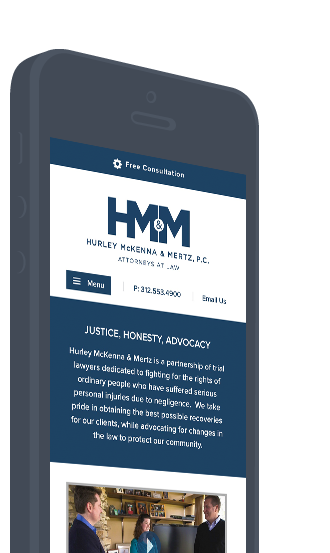 Free Consultation
HM&M
HURLEY McKENNA & MERTZ, P.C.
ATTORNEYS AT LAW
Menu
P: 312.553.4900
Email Us
JUSTICE, HONESTY, ADVOCACY
Hurley McKenna & Mertz is a partnership of trial
lawyers dedicated to fighting for the rights of
ordinary people who have suffered serious
personal injuries due to negligence. We take
pride in obtaining the best possible recoveries
for our clients, while advocating for changes in
the law to protect our community.